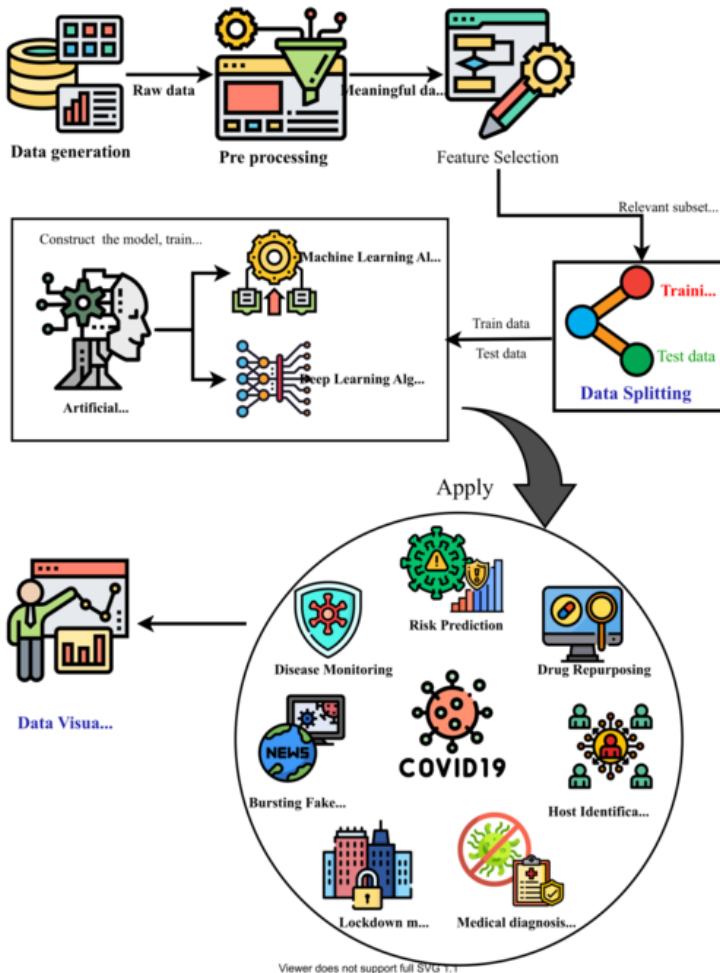 Raw data
Meaningful da...
Data generation
Pre processing
Feature Selection
Relevant subset...
Construct the model, train...
Machine Learning Al...
Deep Learning Alg...
Artificial...
Train data
Test data
Traini...
Test data
Data Splitting
Apply
Risk Prediction
Disease Monitoring
Drug Repurposing
COVID19
NEWS
Bursting Fake...
Host Identifica...
Lockdown m...
Medical diagnosis...
Data Visua...
Viewer does not support full SVG 1.1